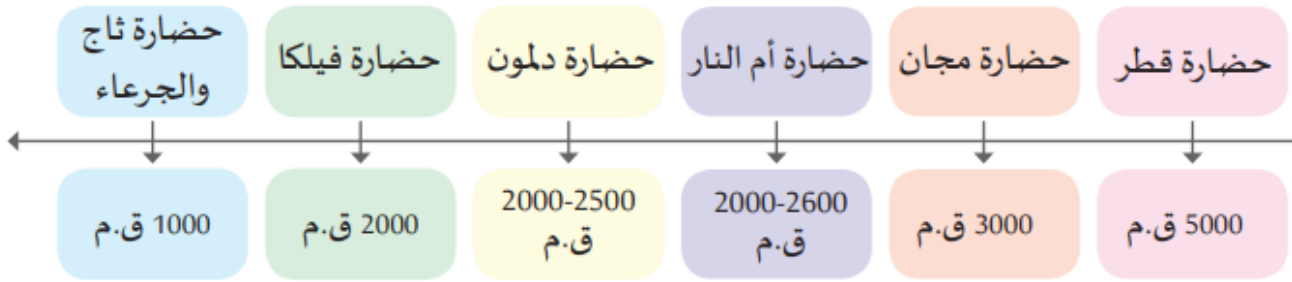 حضارة قطر
حضارة مجان
حضارة أم النار
حضارة دلمون
حضارة فيلكا
حضارة ثاج
والجرعاء
5000 ق.م
3000 ق.م
2000-2600
ق.م
2000-2500
ق.م
2000 ق.م
1000 ق.م